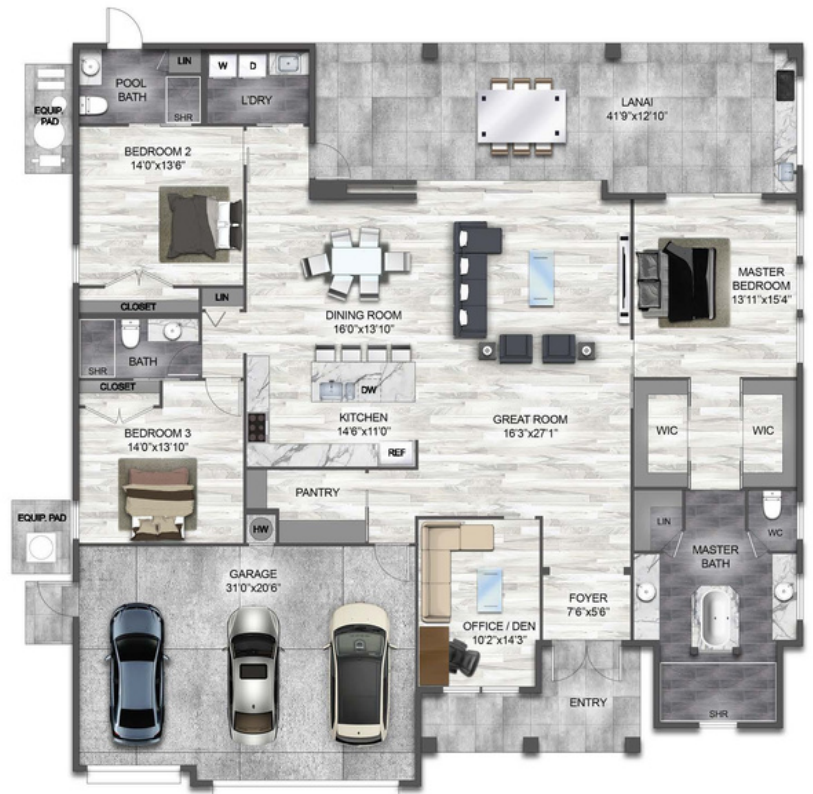 LIN
W
D
POOL
BATH
L'DRY
SHR
EQUIP.
PAD
LANAI
41'9"x12'10"
BEDROOM 2
14'0"x13'6"
MASTER
BEDROOM
13'11"x15'4"
CLOSET
LIN
DINING ROOM
16'0"x13'10"
BATH
SHR
CLOSET
DW
KITCHEN
14'6"x11'0"
GREAT ROOM
16'3"x27'1"
WIC
WIC
BEDROOM 3
14'0"x13'10"
REF
PANTRY
EQUIP. PAD
HW
LIN
WC
MASTER
BATH
GARAGE
31'0"x20'6"
FOYER
7'6"x5'6"
OFFICE / DEN
10'2"x14'3"
ENTRY
SHR